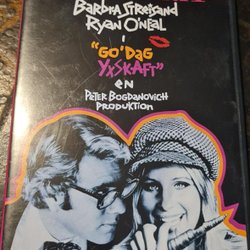 Barbra Streisand
Ryan O'Neal
i
"GO'DAG
YXSKAFT"
EN
PETER BOGDANOVICH
PRODUKTION